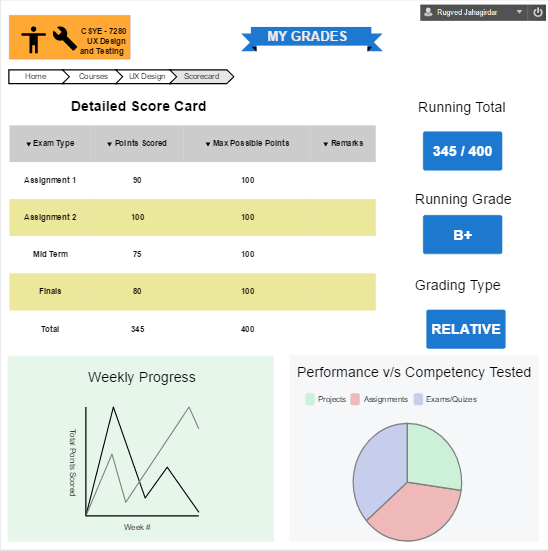 Rugved Jahagirdar
CSYE - 7280
UX Design
and Testing
MY GRADES
Home Courses UX Design Scorecard
Detailed Score Card
▼ Exam Type ▼ Points Scored ▼ Max Possible Points ▼ Remarks
Assignment 1 90 100
Assignment 2 100 100
Mid Term 75 100
Finals 80 100
Total 345 400
Running Total
345 / 400
Running Grade
B+
Grading Type
RELATIVE
Weekly Progress
Total Points Scored
Week #
Performance v/s Competency Tested
Projects Assignments Exams/Quizes